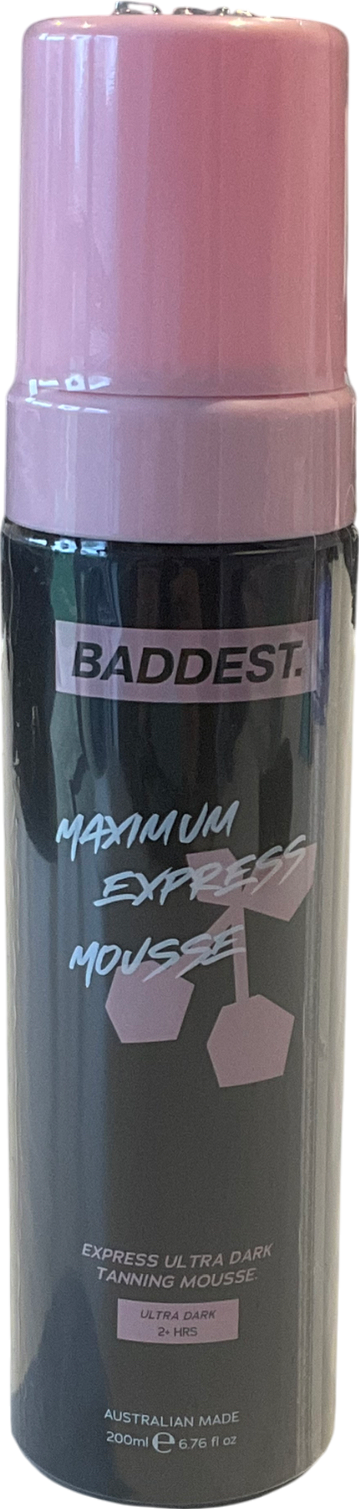 BADDEST.
MAXIMUM
EXPRESS
MOUSSE
EXPRESS ULTRA DARK
TANNING MOUSSE.
ULTRA DARK
2+ HRS
AUSTRALIAN MADE
200ml ℮ 6.76 fl oz